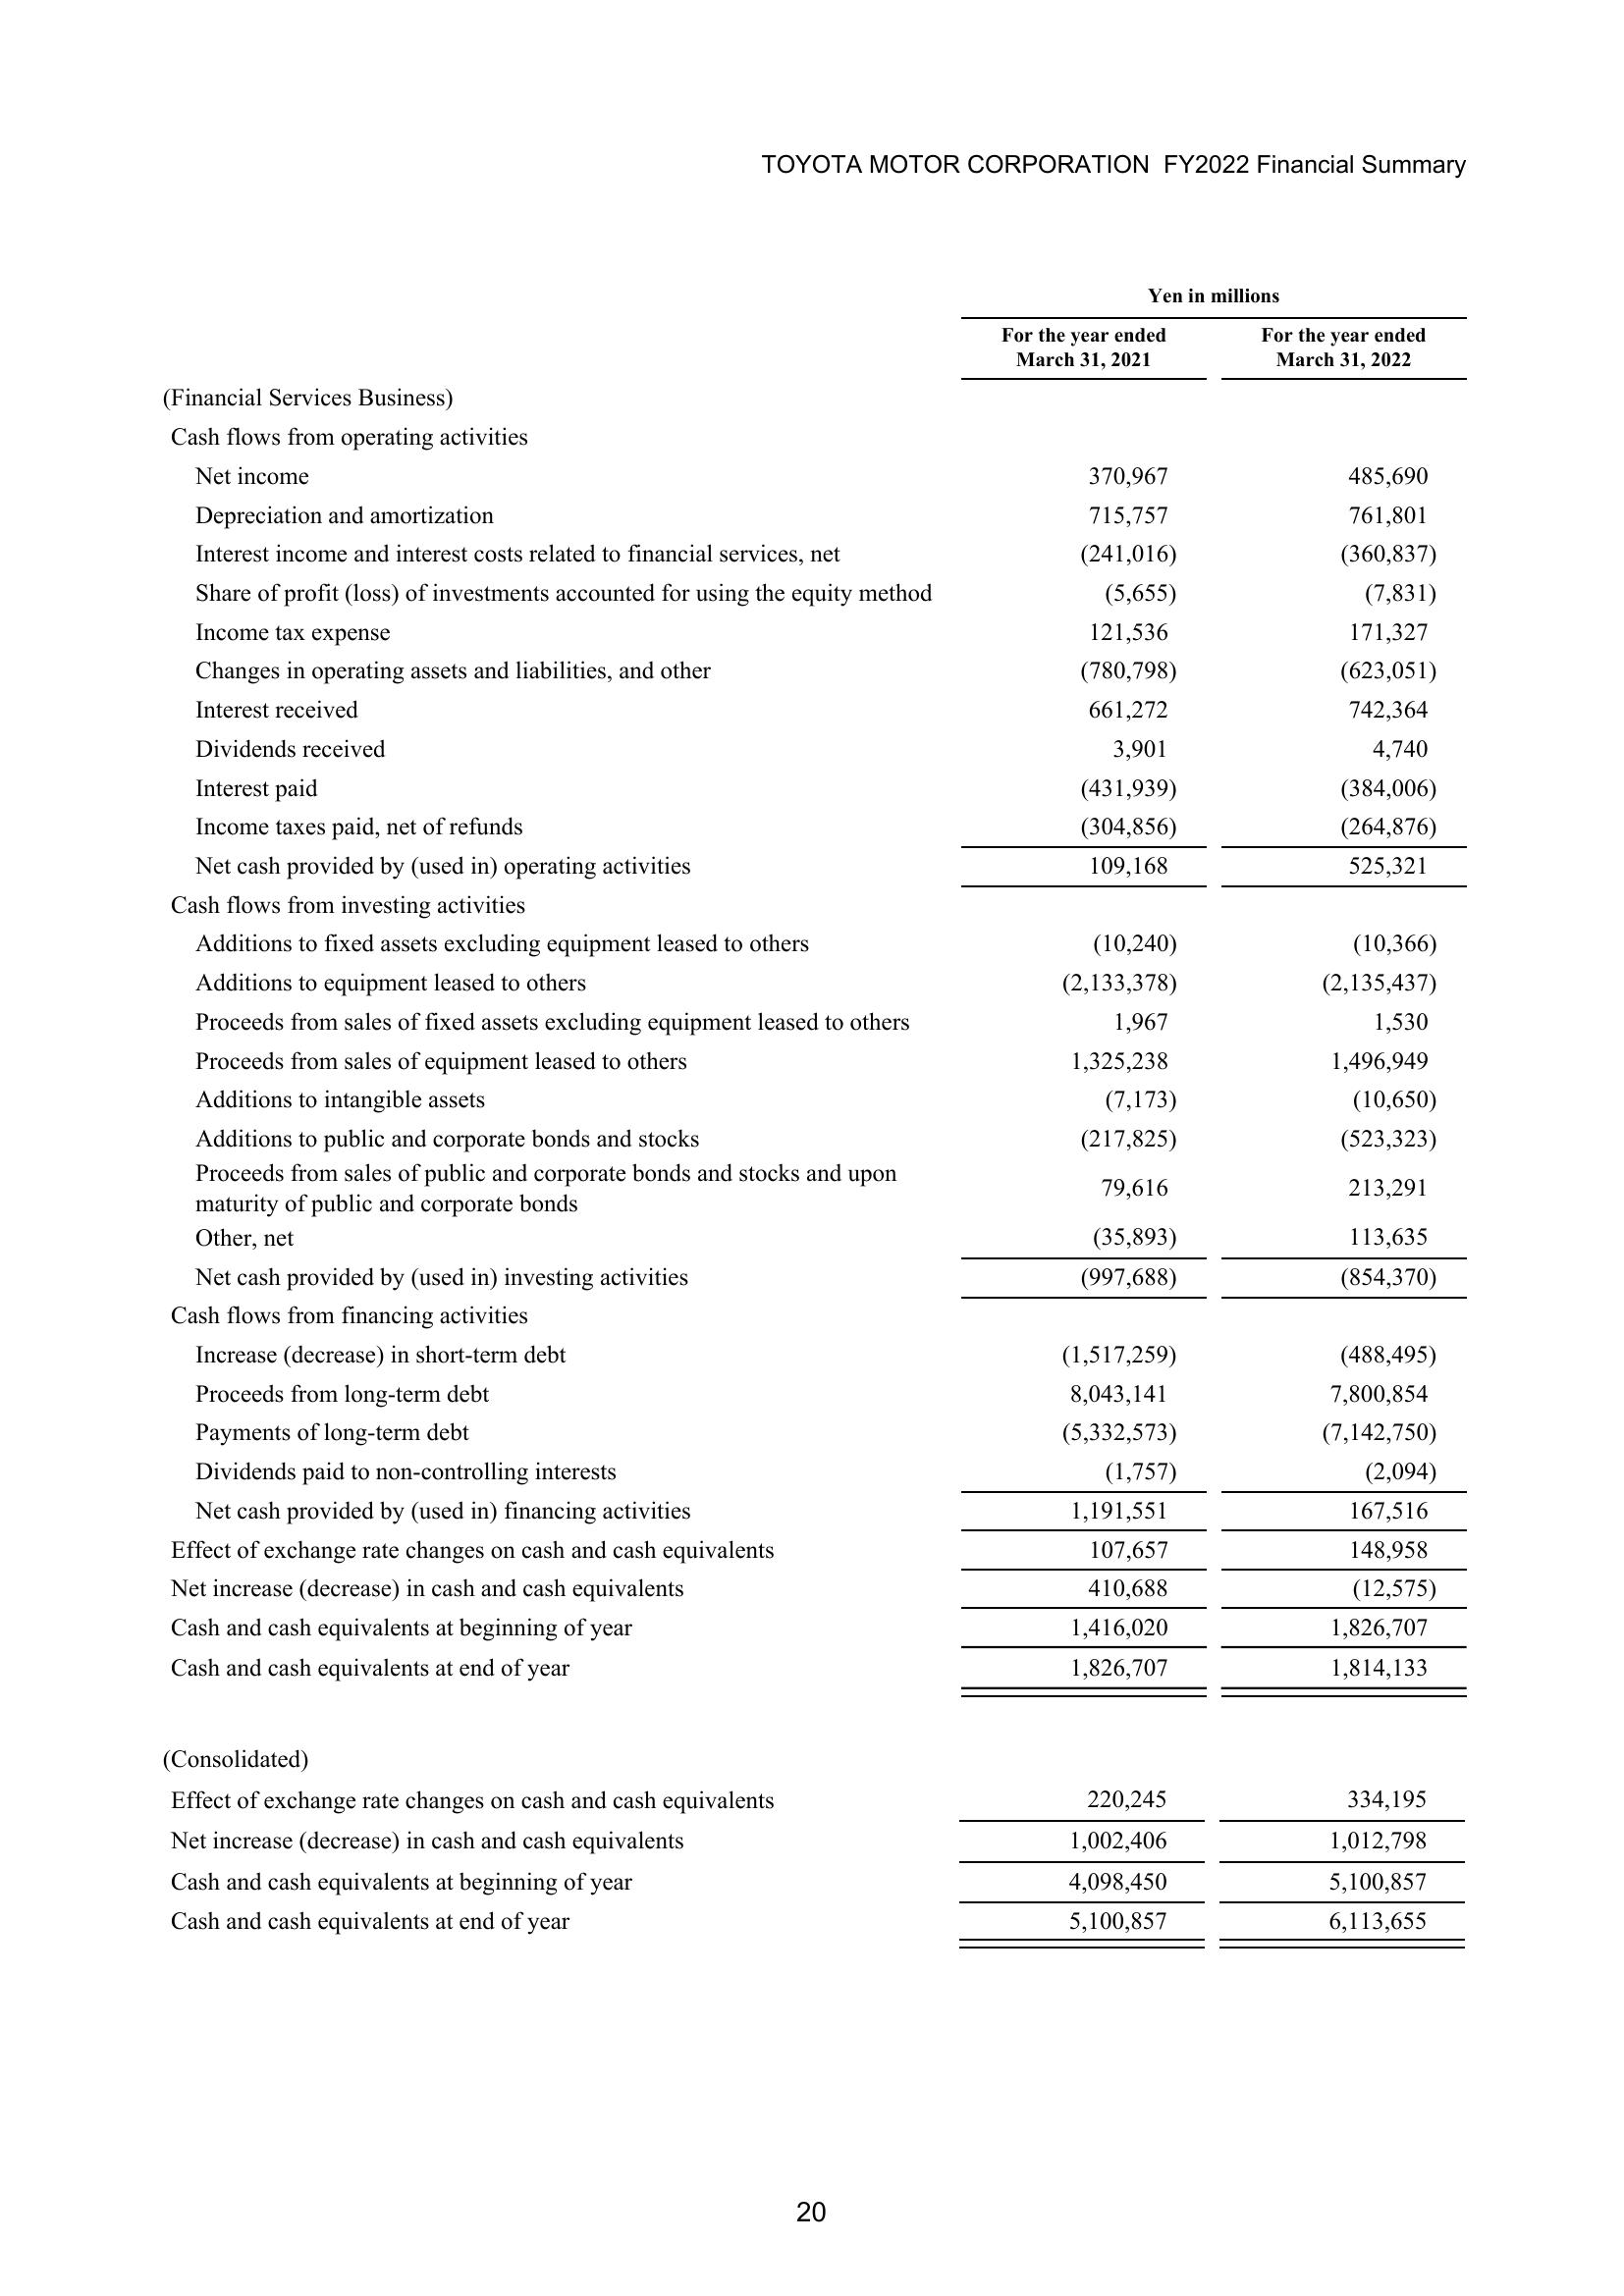 TOYOTA MOTOR CORPORATION FY2022 Financial Summary
Yen in millions
For the year ended March 31, 2021 For the year ended March 31, 2022
(Financial Services Business)
Cash flows from operating activities
Net income 370,967 485,690
Depreciation and amortization 715,757 761,801
Interest income and interest costs related to financial services, net (241,016) (360,837)
Share of profit (loss) of investments accounted for using the equity method (5,655) (7,831)
Income tax expense 121,536 171,327
Changes in operating assets and liabilities, and other (780,798) (623,051)
Interest received 661,272 742,364
Dividends received 3,901 4,740
Interest paid (431,939) (384,006)
Income taxes paid, net of refunds (304,856) (264,876)
Net cash provided by (used in) operating activities 109,168 525,321
Cash flows from investing activities
Additions to fixed assets excluding equipment leased to others (10,240) (10,366)
Additions to equipment leased to others (2,133,378) (2,135,437)
Proceeds from sales of fixed assets excluding equipment leased to others 1,967 1,530
Proceeds from sales of equipment leased to others 1,325,238 1,496,949
Additions to intangible assets (7,173) (10,650)
Additions to public and corporate bonds and stocks (217,825) (523,323)
Proceeds from sales of public and corporate bonds and stocks and upon
maturity of public and corporate bonds 79,616 213,291
Other, net (35,893) 113,635
Net cash provided by (used in) investing activities (997,688) (854,370)
Cash flows from financing activities
Increase (decrease) in short-term debt (1,517,259) (488,495)
Proceeds from long-term debt 8,043,141 7,800,854
Payments of long-term debt (5,332,573) (7,142,750)
Dividends paid to non-controlling interests (1,757) (2,094)
Net cash provided by (used in) financing activities 1,191,551 167,516
Effect of exchange rate changes on cash and cash equivalents 107,657 148,958
Net increase (decrease) in cash and cash equivalents 410,688 (12,575)
Cash and cash equivalents at beginning of year 1,416,020 1,826,707
Cash and cash equivalents at end of year 1,826,707 1,814,133
(Consolidated)
Effect of exchange rate changes on cash and cash equivalents 220,245 334,195
Net increase (decrease) in cash and cash equivalents 1,002,406 1,012,798
Cash and cash equivalents at beginning of year 4,098,450 5,100,857
Cash and cash equivalents at end of year 5,100,857 6,113,655
20